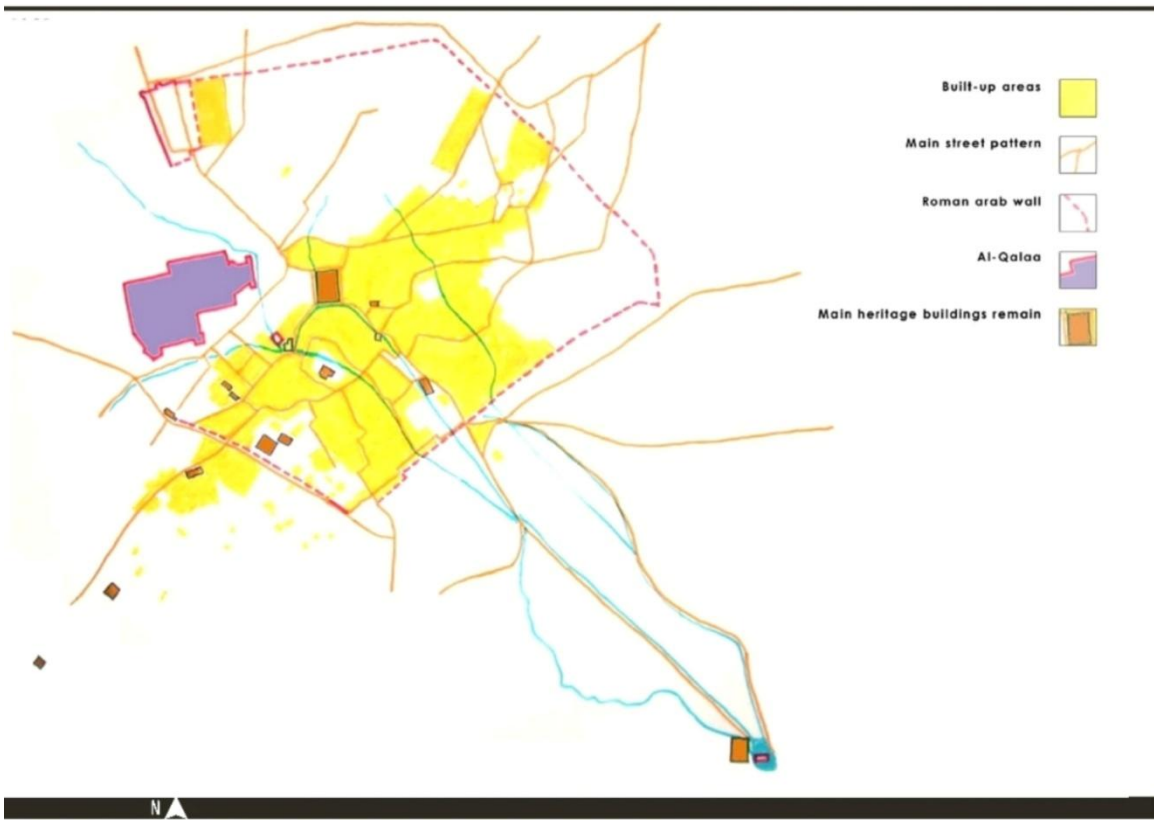 Built-up areas
Main street pattern
Roman arab wall
Al-Qalaa
Main heritage buildings remain
N